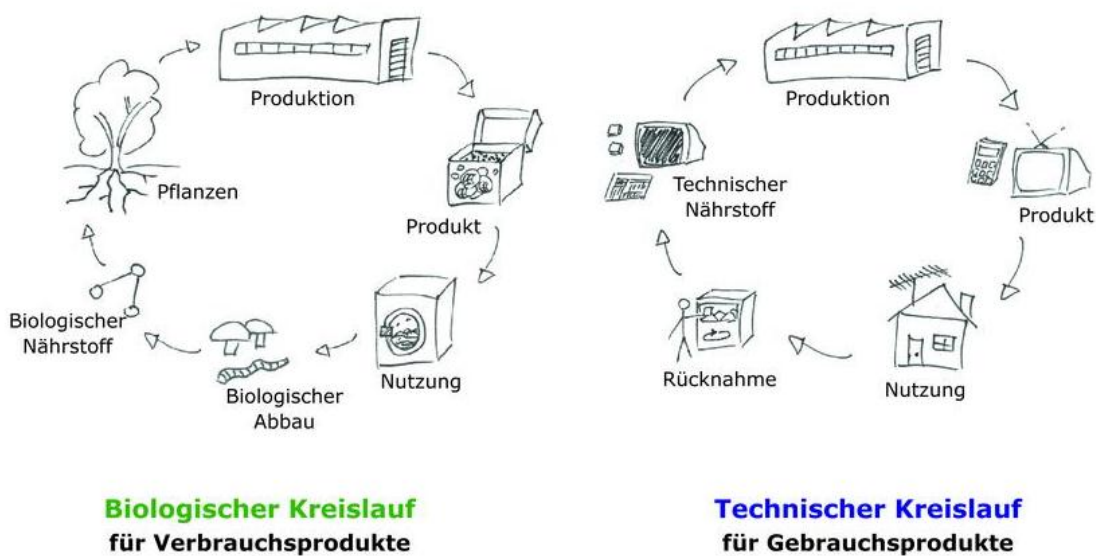 Produktion
Pflanzen
Produkt
Biologischer
Nährstoff
Nutzung
Biologischer
Abbau
Biologischer Kreislauf
für Verbrauchsprodukte
Produktion
Technischer
Nährstoff
Produkt
Rücknahme
Nutzung
Technischer Kreislauf
für Gebrauchsprodukte